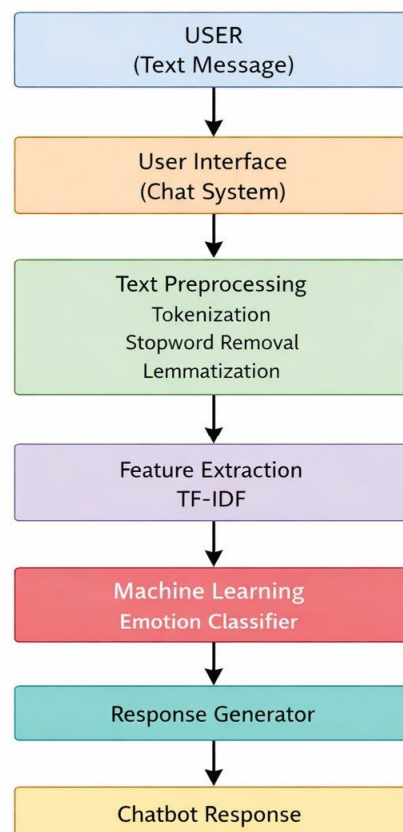 USER
(Text Message)
User Interface
(Chat System)
Text Preprocessing
Tokenization
Stopword Removal
Lemmatization
Feature Extraction
TF-IDF
Machine Learning
Emotion Classifier
Response Generator
Chatbot Response